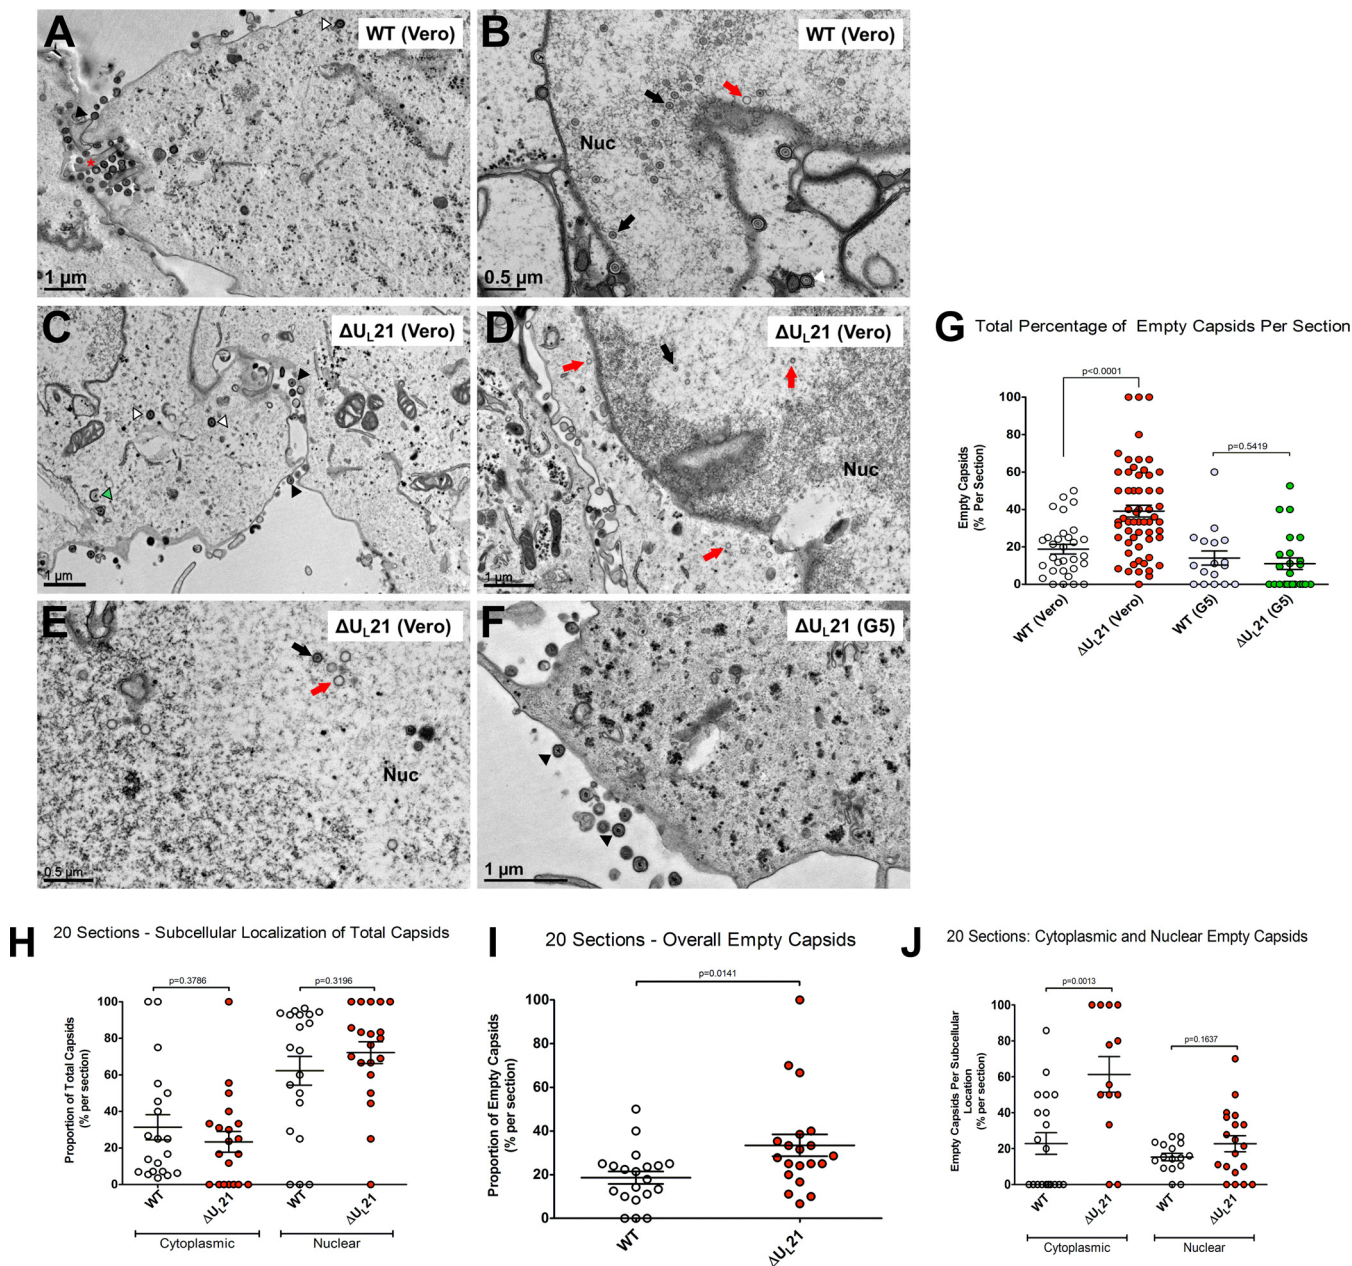 A
WT (Vero)
*
1 µm
B
WT (Vero)
Nuc
0.5 µm
C
ΔUL21 (Vero)
1 µm
D
ΔUL21 (Vero)
Nuc
1 µm
E
ΔUL21 (Vero)
Nuc
0.5 µm
F
ΔUL21 (G5)
1 µm
G Total Percentage of Empty Capsids Per Section
p<0.0001
p=0.5419
Empty Capsids
(% Per Section)
100
80
60
40
20
0
WT (Vero)
ΔUL21 (Vero)
WT (G5)
ΔUL21 (G5)
H 20 Sections - Subcellular Localization of Total Capsids
p=0.3786
p=0.3196
Proportion of Total Capsids
(% per section)
100
80
60
40
20
0
WT
ΔUL21
WT
ΔUL21
Cytoplasmic
Nuclear
I 20 Sections - Overall Empty Capsids
p=0.0141
Proportion of Empty Capsids
(% per section)
100
80
60
40
20
0
WT
ΔUL21
J 20 Sections: Cytoplasmic and Nuclear Empty Capsids
p=0.0013
p=0.1637
Empty Capsids Per Subcellular
Location
(% per section)
100
80
60
40
20
0
WT
ΔUL21
WT
ΔUL21
Cytoplasmic
Nuclear